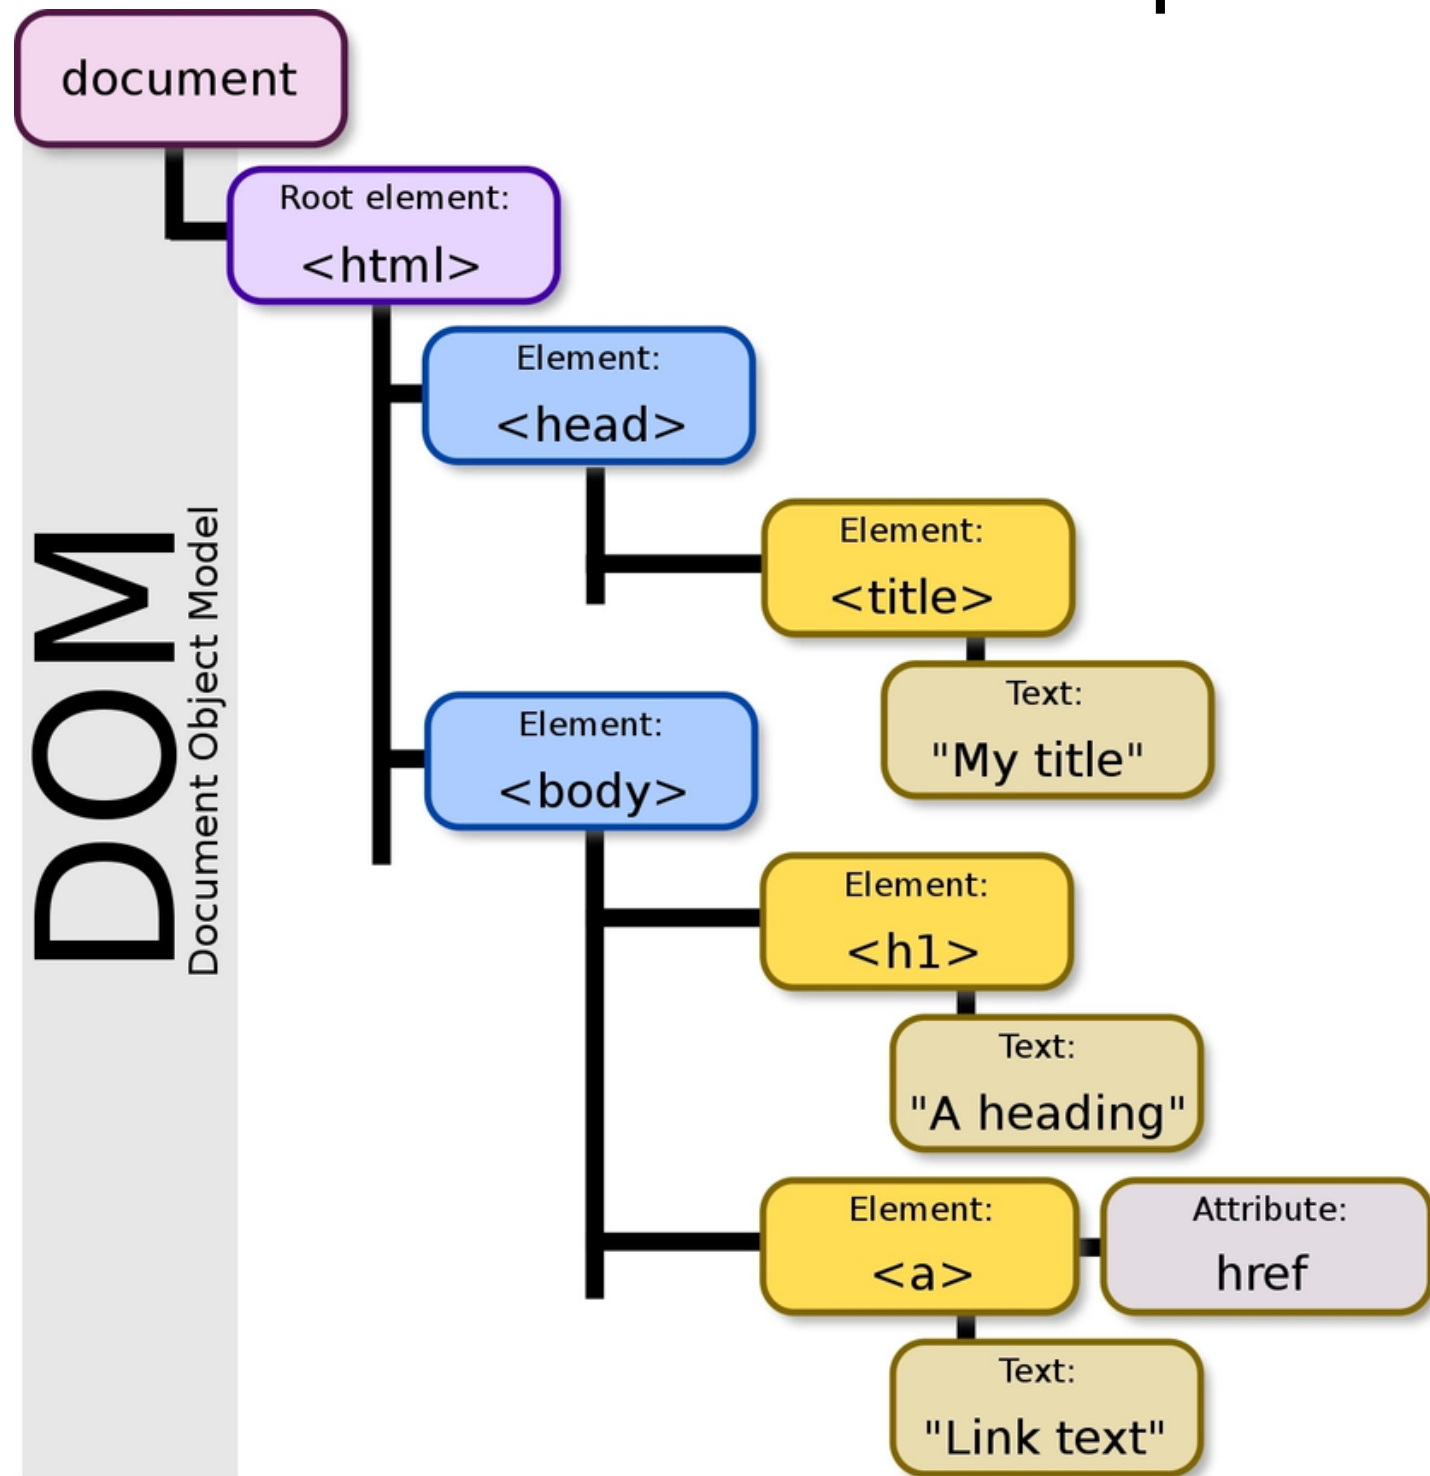 document
Root element:
<html>
Element:
<head>
Element:
<title>
Text:
"My title"
Element:
<body>
Element:
<h1>
Text:
"A heading"
Element:
<a>
Attribute:
href
Text:
"Link text"
DOM
Document Object Model